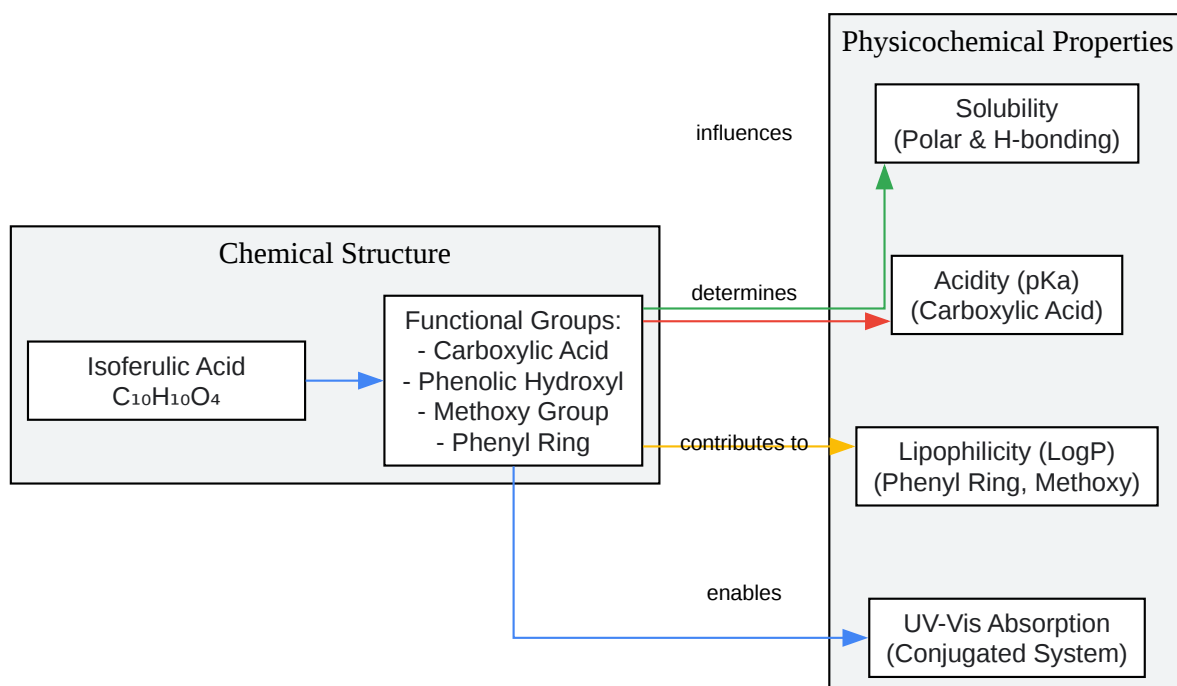 Physicochemical Properties
Solubility
(Polar & H-bonding)
influences
Chemical Structure
Acidity (pKa)
(Carboxylic Acid)
determines
Functional Groups:
- Carboxylic Acid
- Phenolic Hydroxyl
- Methoxy Group
- Phenyl Ring
Isoferulic Acid
C₁₀H₁₀O₄
contributes to
Lipophilicity (LogP)
(Phenyl Ring, Methoxy)
enables
UV-Vis Absorption
(Conjugated System)